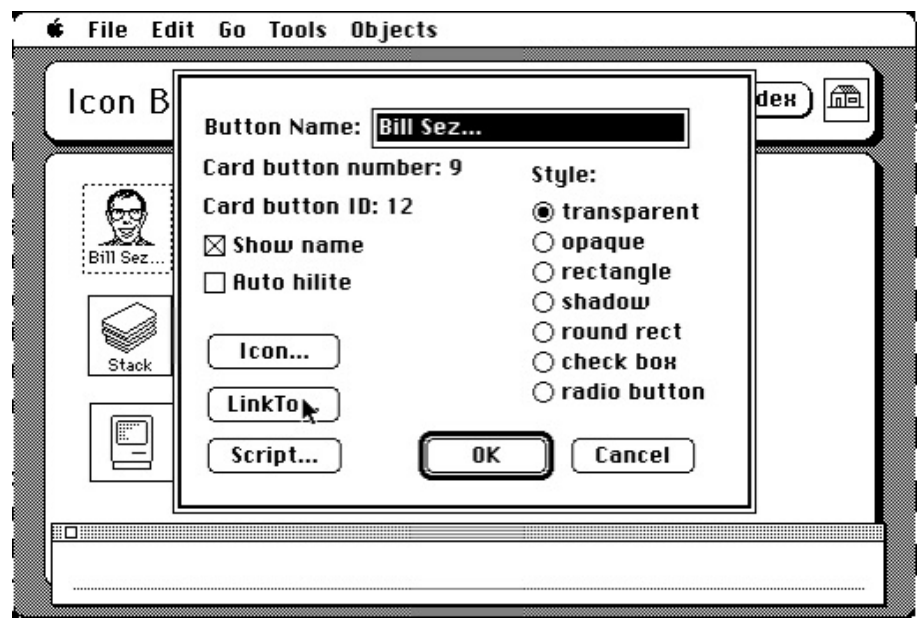 File Edit Go Tools Objects
Icon B
dex
Button Name: Bill Sez...
Card button number: 9
Card button ID: 12
Show name
Auto hilite
Style:
transparent
opaque
rectangle
shadow
round rect
check box
radio button
Icon...
LinkTo
Script...
OK
Cancel
Bill Sez...
Stack